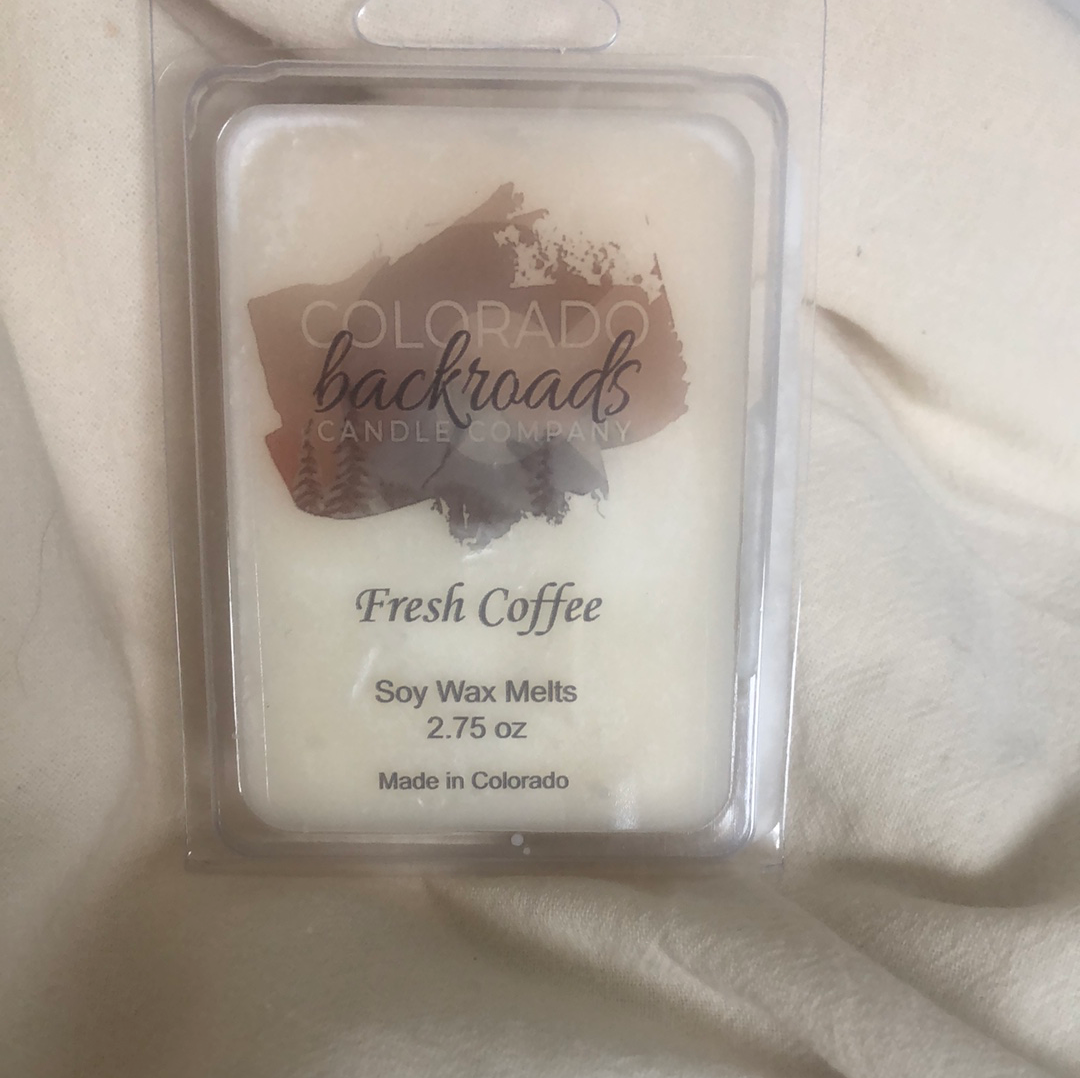 COLORADO
backroads
CANDLE COMPANY
Fresh Coffee
Soy Wax Melts
2.75 oz
Made in Colorado